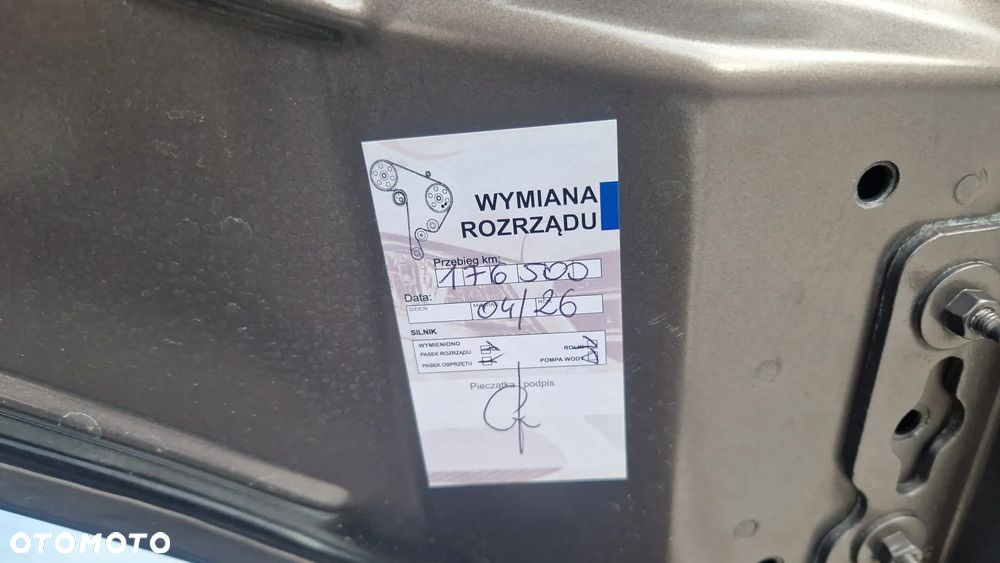 WYMIANA
ROZRZĄDU
Przebieg km:
176 500
Data:
DZIEŃ
04/26
SILNIK
WYMIENIONO
PASEK ROZRZĄDU
ROLKI
PASEK OSPRZĘTU
POMPA WODY
Pieczątka podpis
OTOMOTO